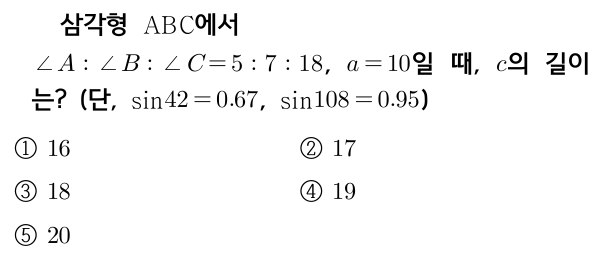 삼각형 ABC에서
∠A : ∠B : ∠C = 5 : 7 : 18, a = 10일 때, c의 길이
는? (단, sin42 = 0.67, sin108 = 0.95)
① 16 ② 17
③ 18 ④ 19
⑤ 20